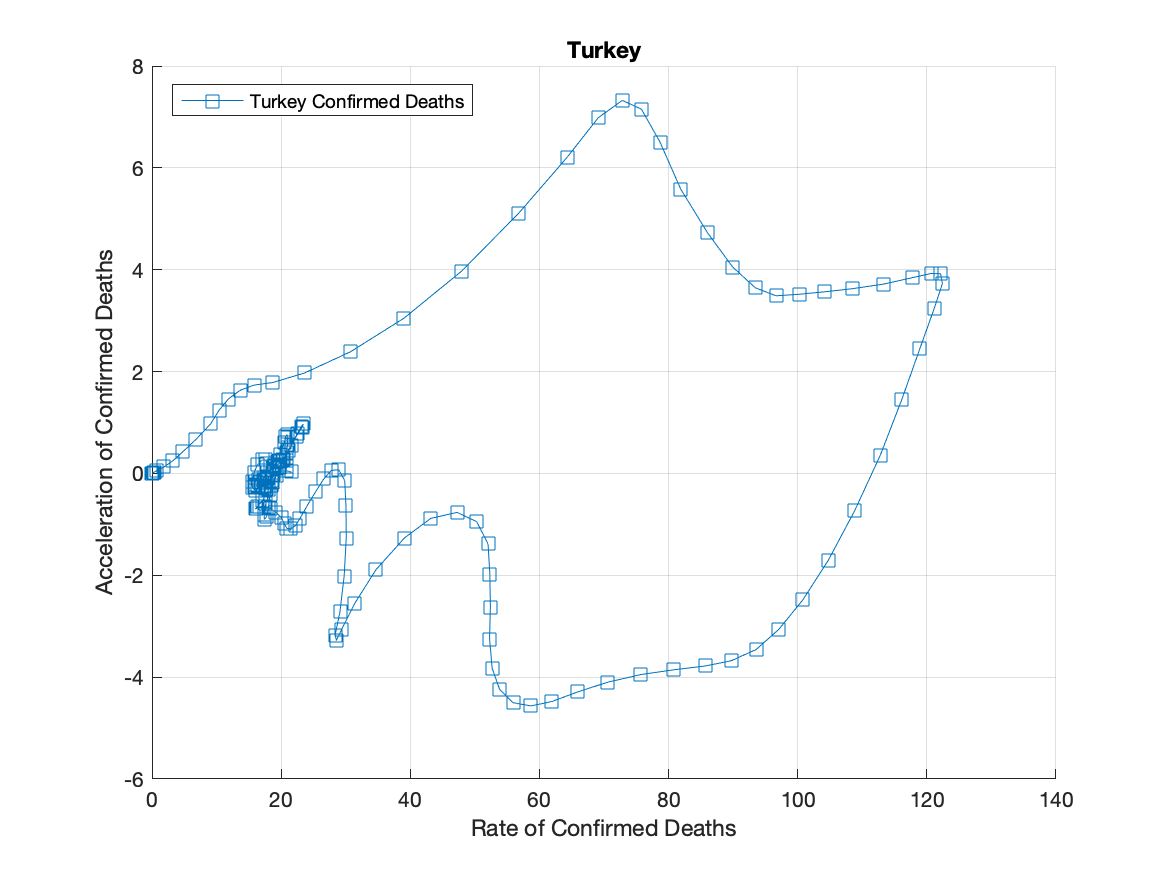 Turkey
Turkey Confirmed Deaths
Acceleration of Confirmed Deaths
8
6
4
2
0
-2
-4
-6
0 20 40 60 80 100 120 140
Rate of Confirmed Deaths